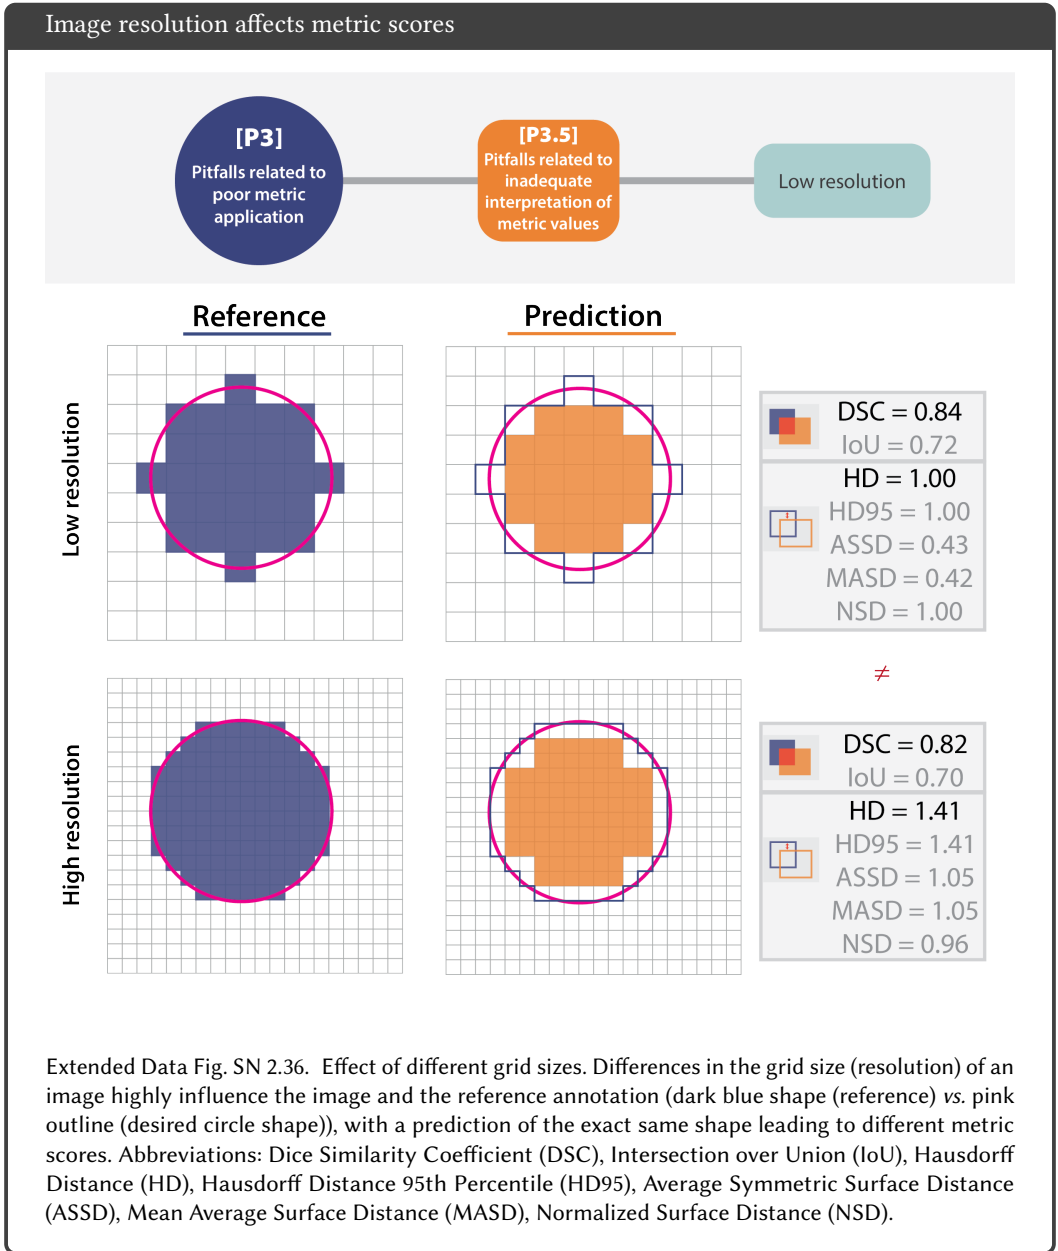 Image resolution affects metric scores
[P3]
Pitfalls related to
poor metric
application
[P3.5]
Pitfalls related to
inadequate
interpretation of
metric values
Low resolution
Reference
Prediction
Low resolution
DSC = 0.84
IoU = 0.72
HD = 1.00
HD95 = 1.00
ASSD = 0.43
MASD = 0.42
NSD = 1.00
≠
High resolution
DSC = 0.82
IoU = 0.70
HD = 1.41
HD95 = 1.41
ASSD = 1.05
MASD = 1.05
NSD = 0.96
Extended Data Fig. SN 2.36. Effect of different grid sizes. Differences in the grid size (resolution) of an
image highly influence the image and the reference annotation (dark blue shape (reference) vs. pink
outline (desired circle shape)), with a prediction of the exact same shape leading to different metric
scores. Abbreviations: Dice Similarity Coefficient (DSC), Intersection over Union (IoU), Hausdorff
Distance (HD), Hausdorff Distance 95th Percentile (HD95), Average Symmetric Surface Distance
(ASSD), Mean Average Surface Distance (MASD), Normalized Surface Distance (NSD).